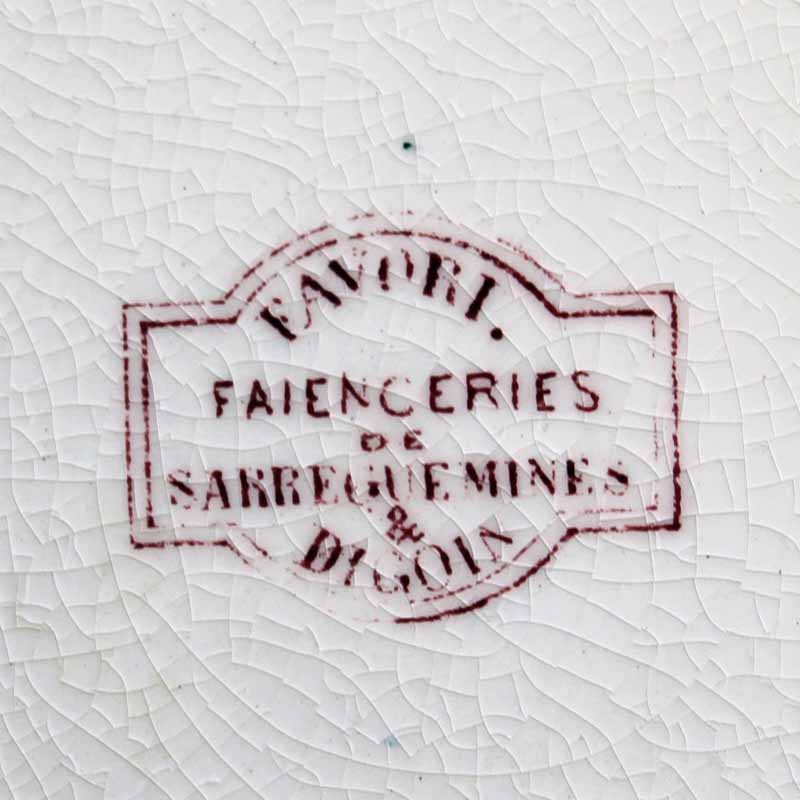 FAVORI.
FAIENCERIES
DE
SARREGUEMINES
&
DIGOIN